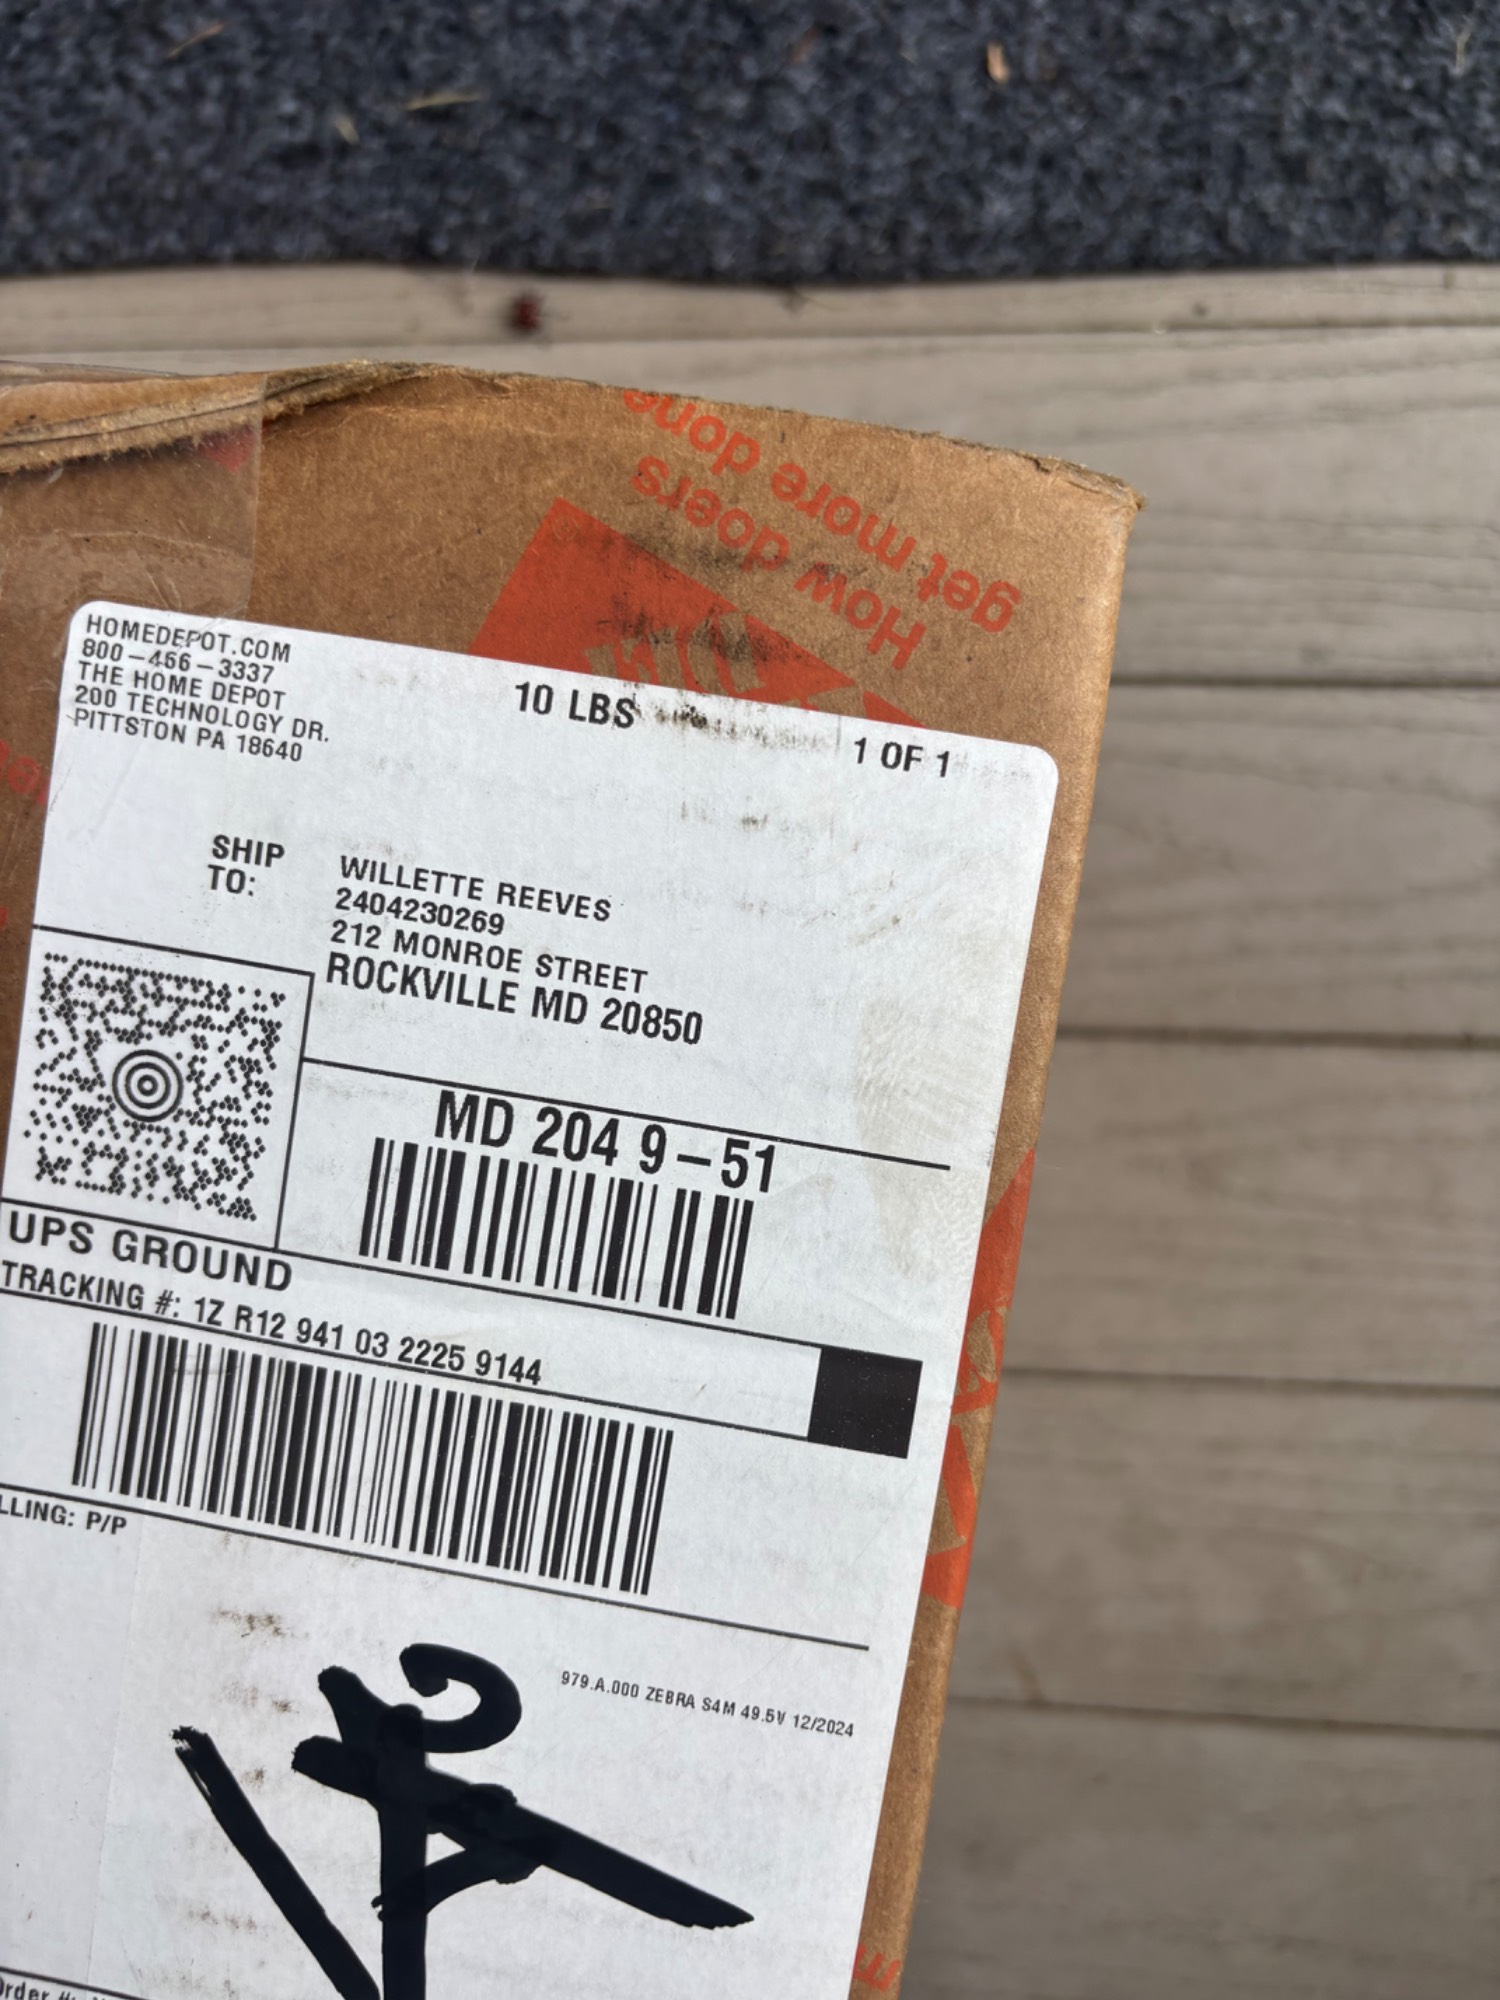 get more done
How doers
HOMEDEPOT.COM
800-466-3337
THE HOME DEPOT
200 TECHNOLOGY DR.
PITTSTON PA 18640
10 LBS
1 OF 1
SHIP
TO:
WILLETTE REEVES
2404230269
212 MONROE STREET
ROCKVILLE MD 20850
MD 204 9-51
UPS GROUND
TRACKING #: 1Z R12 941 03 2225 9144
LLING: P/P
979.A.000 ZEBRA S4M 49.5V 12/2024